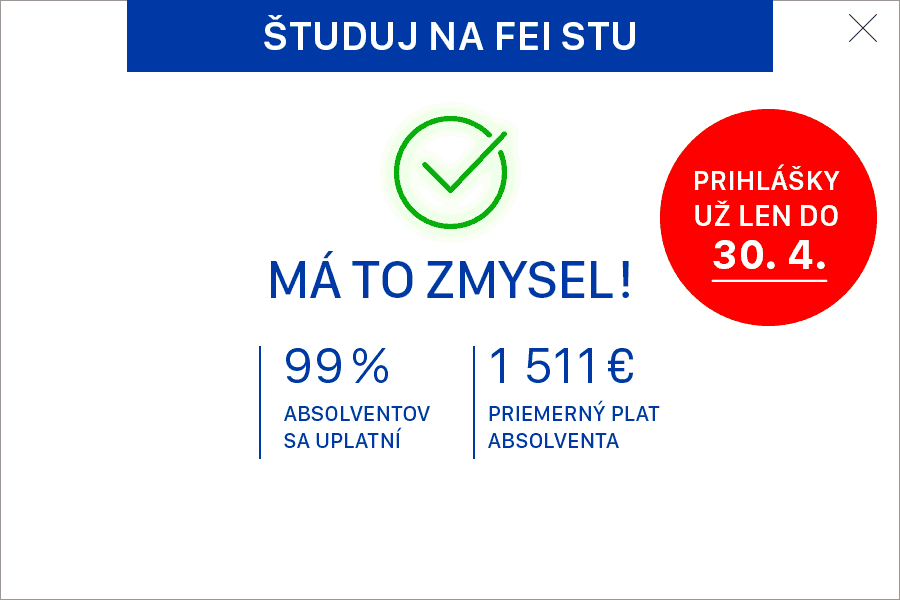 ŠTUDUJ NA FEI STU
PRIHLÁŠKY
UŽ LEN DO
30. 4.
MÁ TO ZMYSEL!
99 %
ABSOLVENTOV
SA UPLATNÍ
1 511 €
PRIEMERNÝ PLAT
ABSOLVENTA